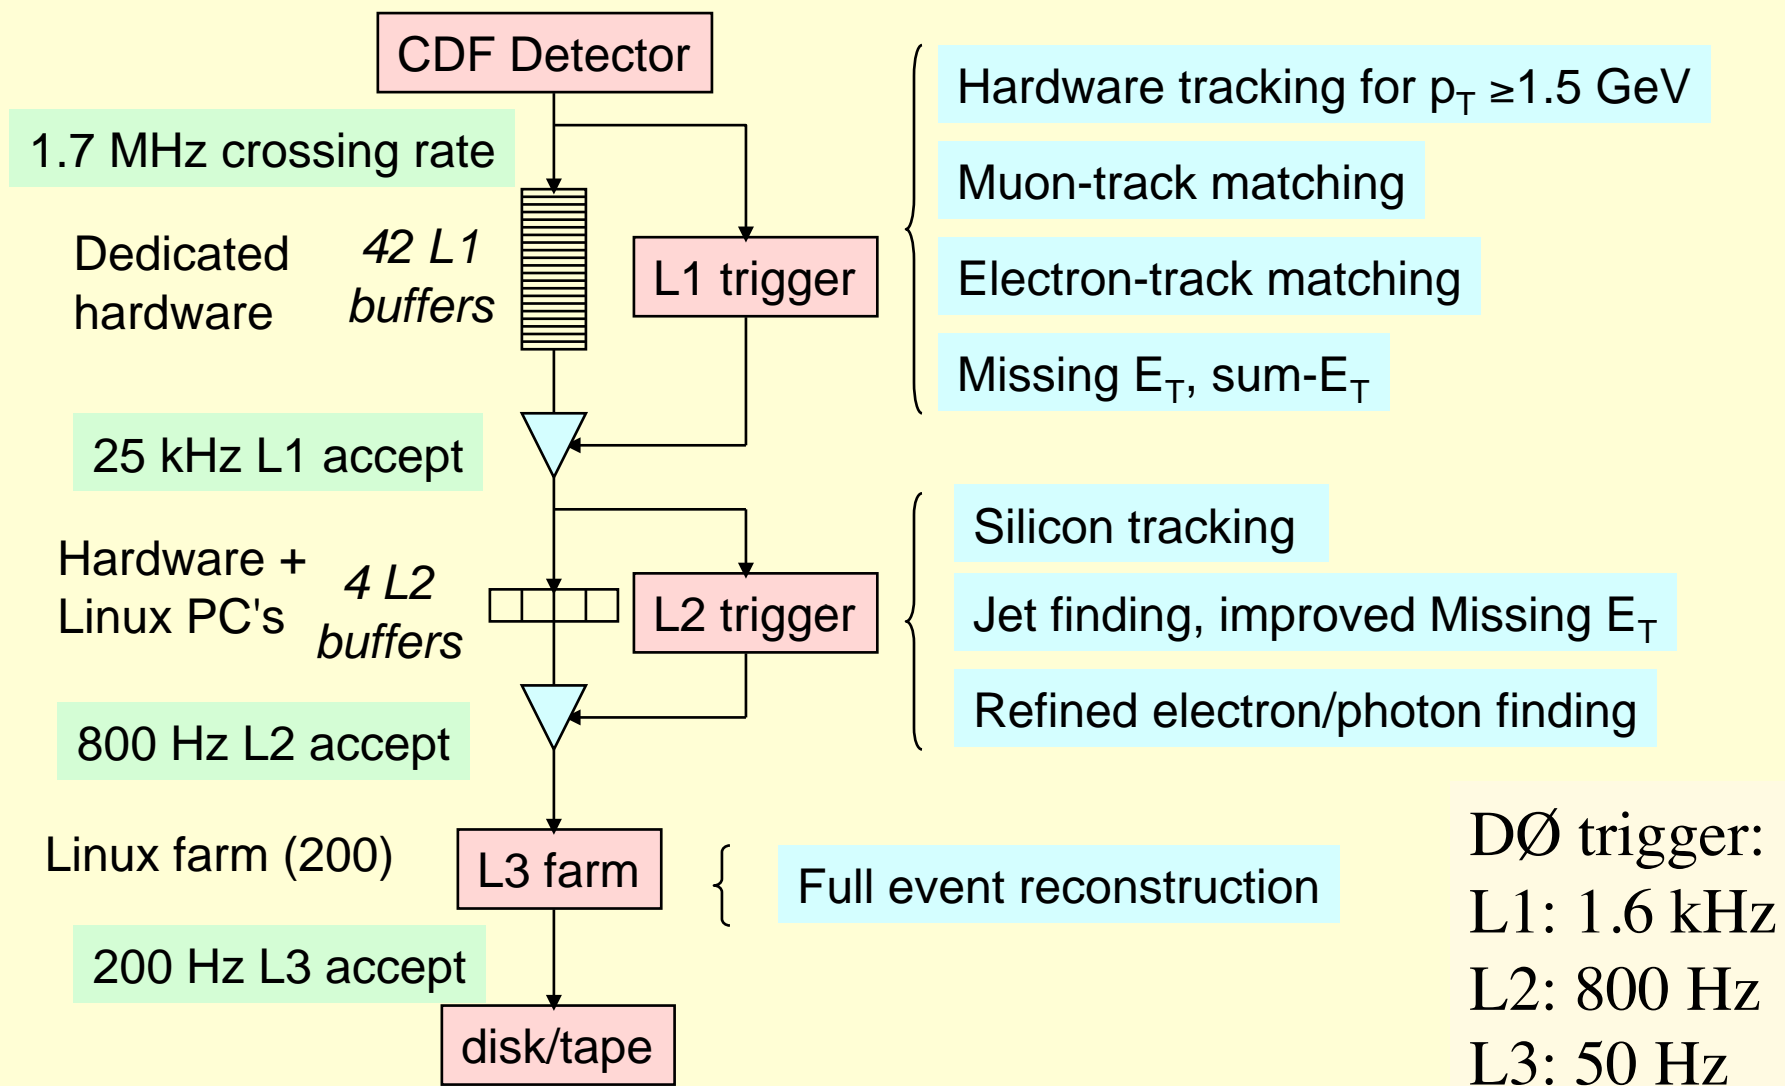 CDF Detector
1.7 MHz crossing rate
Dedicated
hardware
42 L1
buffers
L1 trigger
Hardware tracking for p_T ≥1.5 GeV
Muon-track matching
Electron-track matching
Missing E_T, sum-E_T
25 kHz L1 accept
Hardware +
Linux PC's
4 L2
buffers
L2 trigger
Silicon tracking
Jet finding, improved Missing E_T
Refined electron/photon finding
800 Hz L2 accept
Linux farm (200)
L3 farm
Full event reconstruction
200 Hz L3 accept
disk/tape
DØ trigger:
L1: 1.6 kHz
L2: 800 Hz
L3: 50 Hz